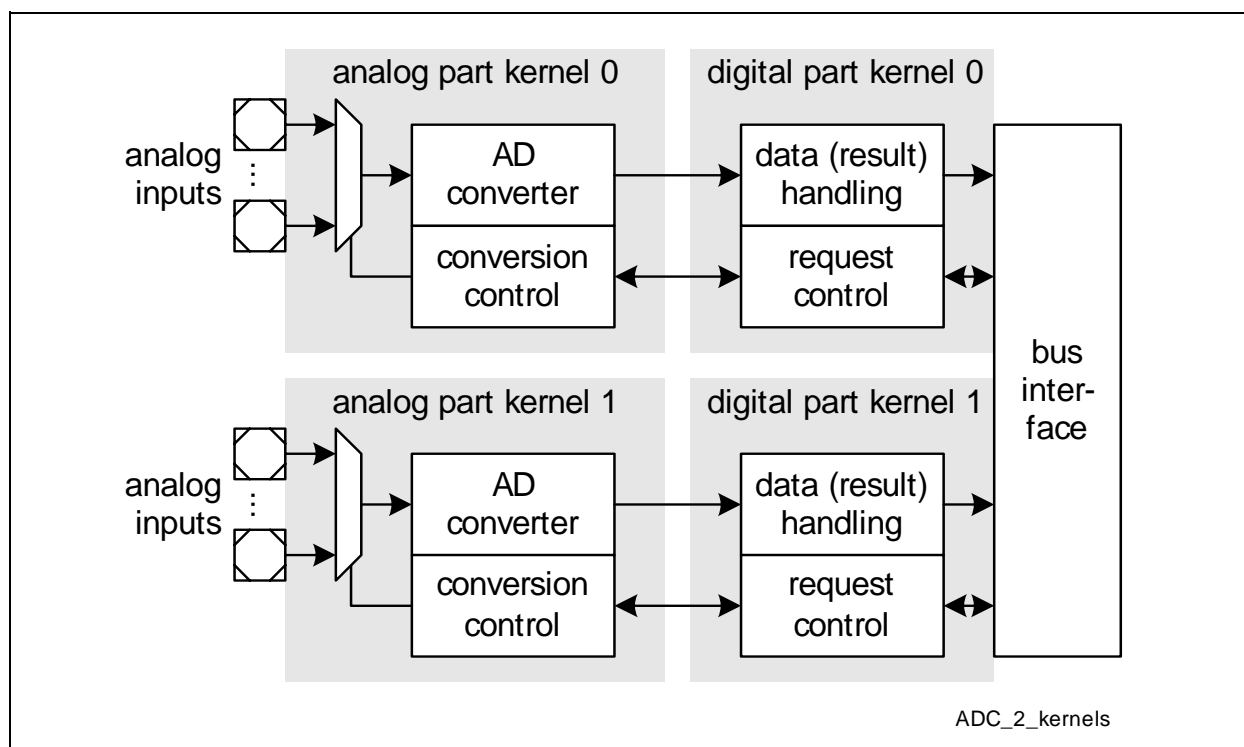 analog part kernel 0
digital part kernel 0
analog
inputs
...
AD
converter
conversion
control
data (result)
handling
request
control
bus
inter-
face
analog part kernel 1
digital part kernel 1
analog
inputs
...
AD
converter
conversion
control
data (result)
handling
request
control
ADC_2_kernels